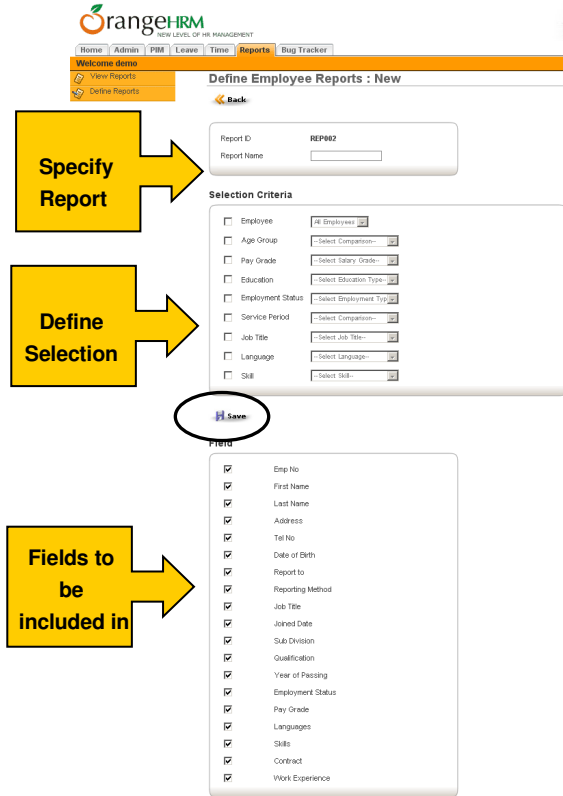 OrangeHRM
NEW LEVEL OF HR MANAGEMENT
Home Admin PIM Leave Time Reports Bug Tracker
Welcome demo
View Reports
Define Reports
Define Employee Reports : New
Back
Specify
Report
Report ID REP002
Report Name
Selection Criteria
Define
Selection
Employee All Employees
Age Group --Select Comparison--
Pay Grade --Select Salary Grade--
Education --Select Education Type--
Employment Status --Select Employment Typ
Service Period --Select Comparison--
Job Title --Select Job Title--
Language --Select Language--
Skill --Select Skill--
Save
Field
Fields to
be
included in
Emp No
First Name
Last Name
Address
Tel No
Date of Birth
Report to
Reporting Method
Job Title
Joined Date
Sub Division
Qualification
Year of Passing
Employment Status
Pay Grade
Languages
Skills
Contract
Work Experience